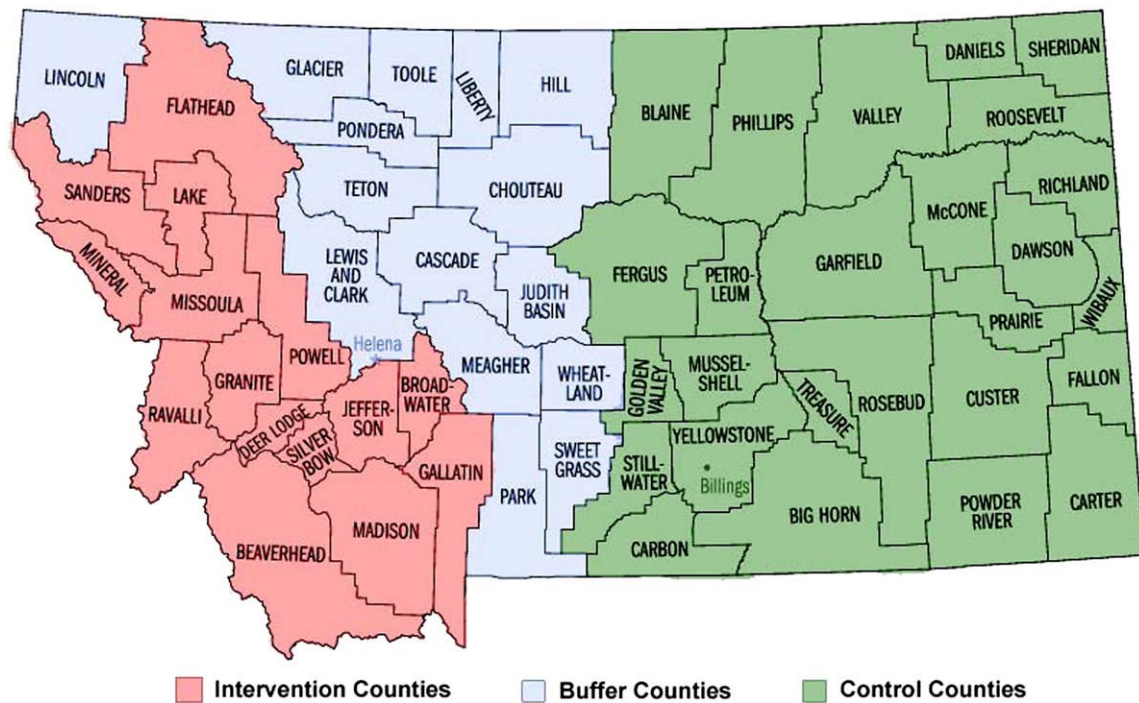 LINCOLN
FLATHEAD
GLACIER
TOOLE
LIBERTY
HILL
BLAINE
PHILLIPS
VALLEY
DANIELS
SHERIDAN
ROOSEVELT
PONDERA
TETON
CHOUTEAU
SANDERS
LAKE
McCONE
RICHLAND
DAWSON
WIBAUX
MINERAL
MISSOULA
LEWIS
AND
CLARK
CASCADE
JUDITH
BASIN
FERGUS
PETRO-
LEUM
GARFIELD
PRAIRIE
Helena
POWELL
GRANITE
RAVALLI
DEER LODGE
SILVER
BOW
JEFFER-
SON
BROAD-
WATER
MEAGHER
WHEAT-
LAND
GOLDEN
VALLEY
MUSSEL-
SHELL
TREASURE
ROSEBUD
CUSTER
FALLON
GALLATIN
PARK
SWEET
GRASS
STILL-
WATER
YELLOWSTONE
Billings
BIG HORN
POWDER
RIVER
CARTER
BEAVERHEAD
MADISON
CARBON
Intervention Counties
Buffer Counties
Control Counties